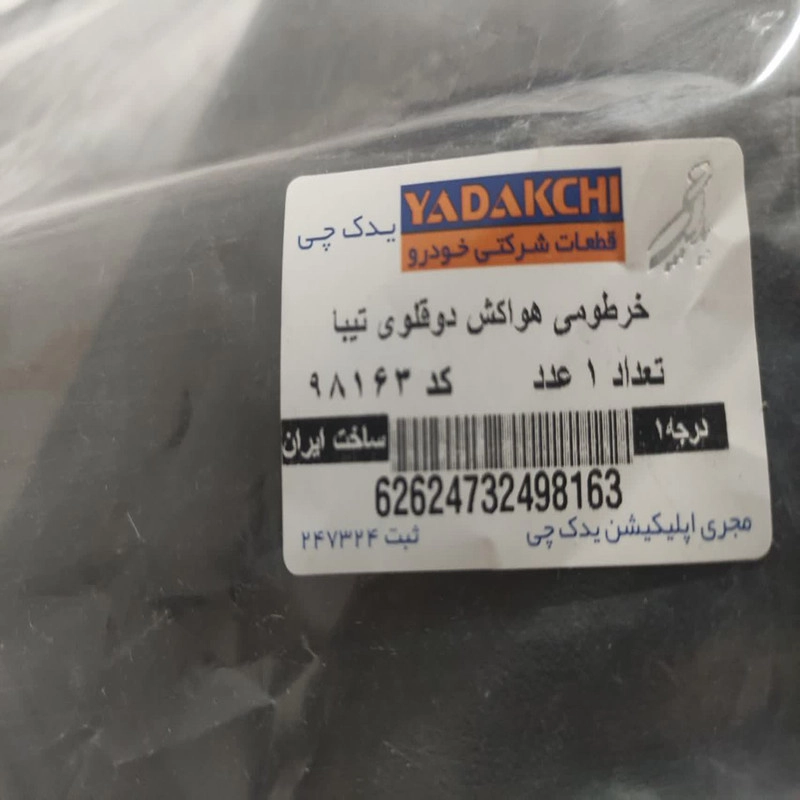 YADAKCHI
یدک چی
قطعات شرکتی خودرو
خرطومی هواکش دوقلوی تیبا
تعداد ۱ عدد کد ۹۸۱۶۳
درجه۱ ساخت ایران
62624732498163
مجری اپلیکیشن یدک چی ثبت ۲۴۷۳۲۴